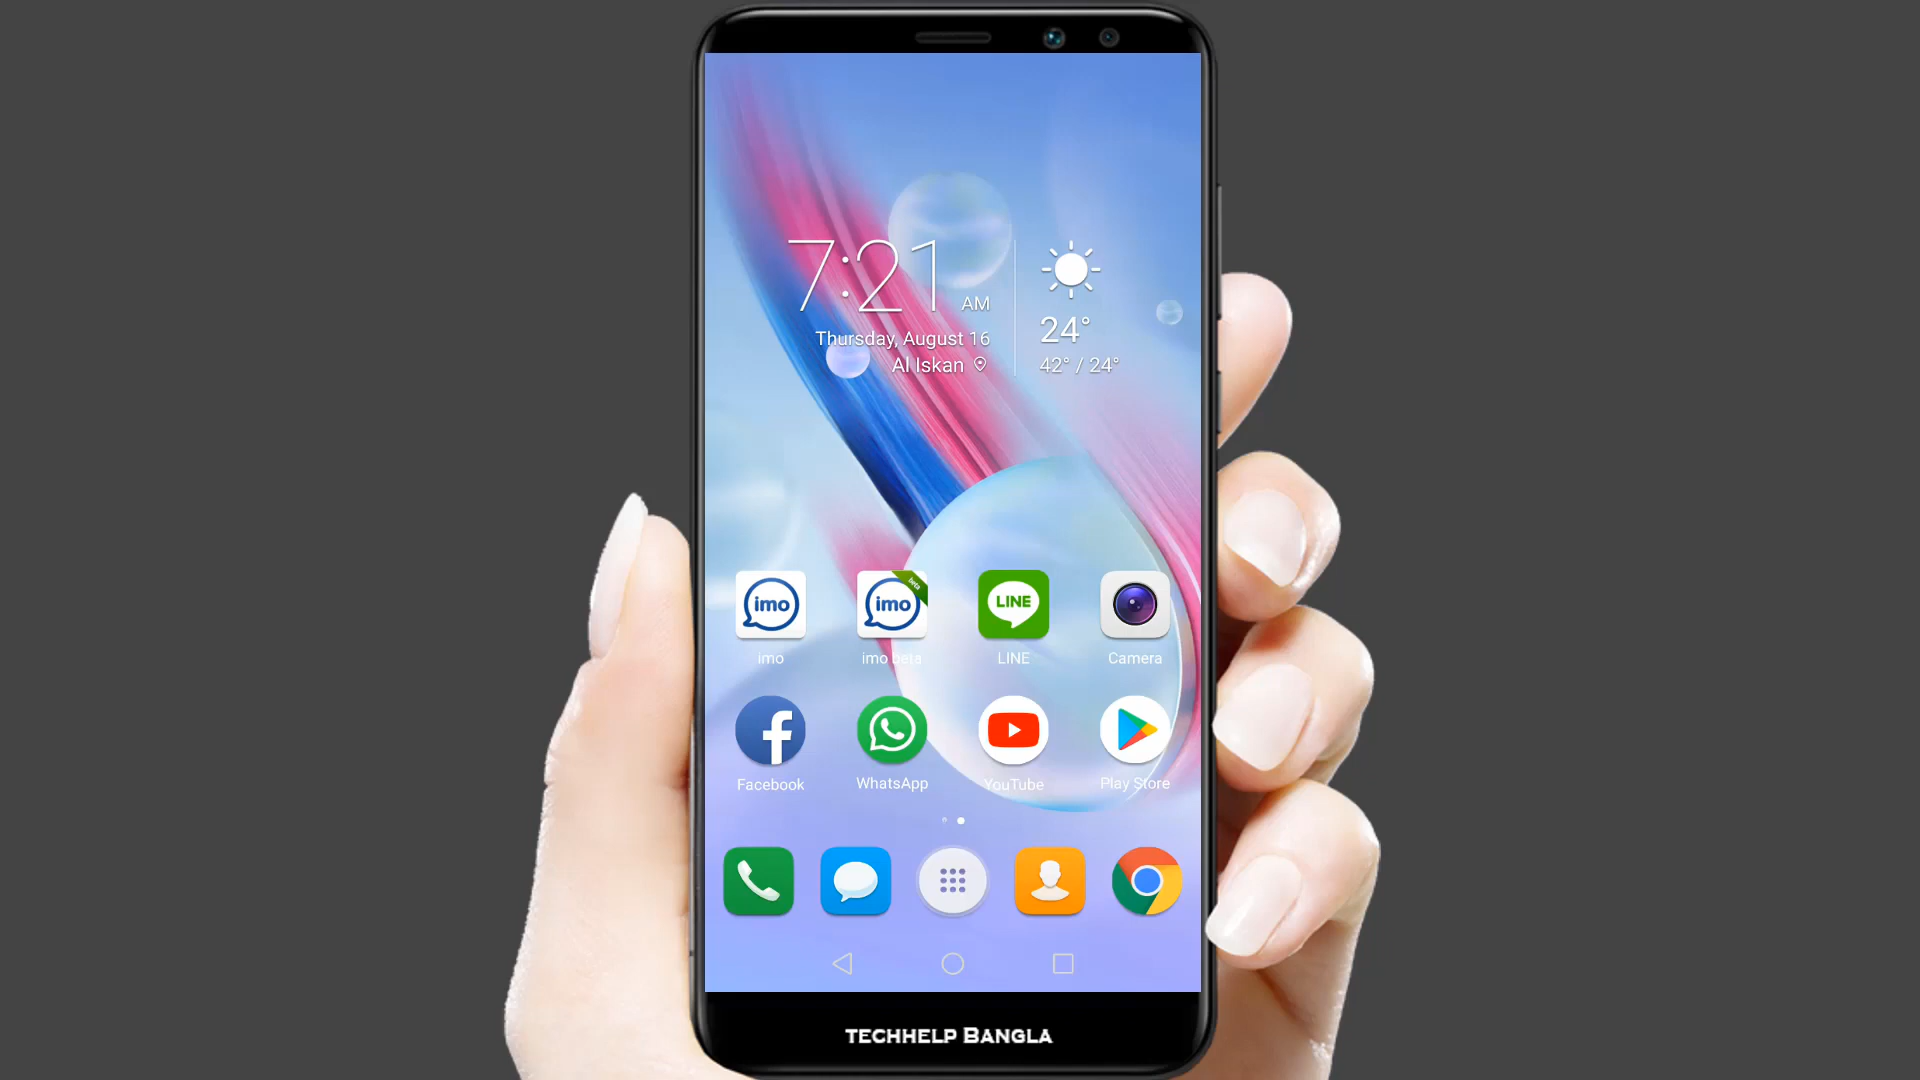 7:21 AM
Thursday, August 16
Al Iskan
24°
42° / 24°
imo
imo
beta
LINE
imo
imo beta
LINE
Camera
Facebook
WhatsApp
YouTube
Play Store
TECHHELP BANGLA